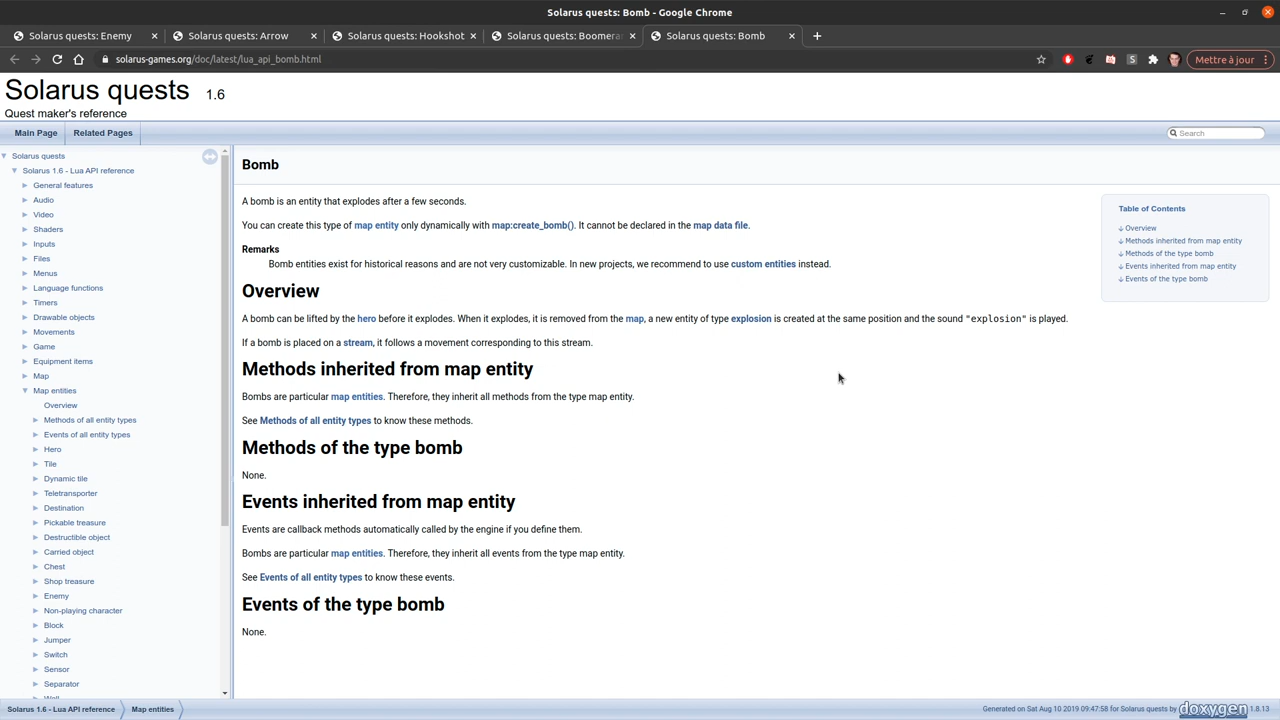 Solarus quests: Bomb - Google Chrome
Solarus quests: Enemy
Solarus quests: Arrow
Solarus quests: Hookshot
Solarus quests: Boomeran
Solarus quests: Bomb
solarus-games.org/doc/latest/lua_api_bomb.html
Mettre à jour
Solarus quests 1.6
Quest maker's reference
Main Page
Related Pages
Search
Solarus quests
Solarus 1.6 - Lua API reference
General features
Audio
Video
Shaders
Inputs
Files
Menus
Language functions
Timers
Drawable objects
Movements
Game
Equipment items
Map
Map entities
Overview
Methods of all entity types
Events of all entity types
Hero
Tile
Dynamic tile
Teletransporter
Destination
Pickable treasure
Destructible object
Carried object
Chest
Shop treasure
Enemy
Non-playing character
Block
Jumper
Switch
Sensor
Separator
Wall
Bomb
A bomb is an entity that explodes after a few seconds.
You can create this type of map entity only dynamically with map:create_bomb(). It cannot be declared in the map data file.
Remarks
Bomb entities exist for historical reasons and are not very customizable. In new projects, we recommend to use custom entities instead.
Overview
A bomb can be lifted by the hero before it explodes. When it explodes, it is removed from the map, a new entity of type explosion is created at the same position and the sound "explosion" is played.
If a bomb is placed on a stream, it follows a movement corresponding to this stream.
Methods inherited from map entity
Bombs are particular map entities. Therefore, they inherit all methods from the type map entity.
See Methods of all entity types to know these methods.
Methods of the type bomb
None.
Events inherited from map entity
Events are callback methods automatically called by the engine if you define them.
Bombs are particular map entities. Therefore, they inherit all events from the type map entity.
See Events of all entity types to know these events.
Events of the type bomb
None.
Table of Contents
↓ Overview
↓ Methods inherited from map entity
↓ Methods of the type bomb
↓ Events inherited from map entity
↓ Events of the type bomb
Solarus 1.6 - Lua API reference
Map entities
Generated on Sat Aug 10 2019 09:47:58 for Solarus quests by doxygen 1.8.13